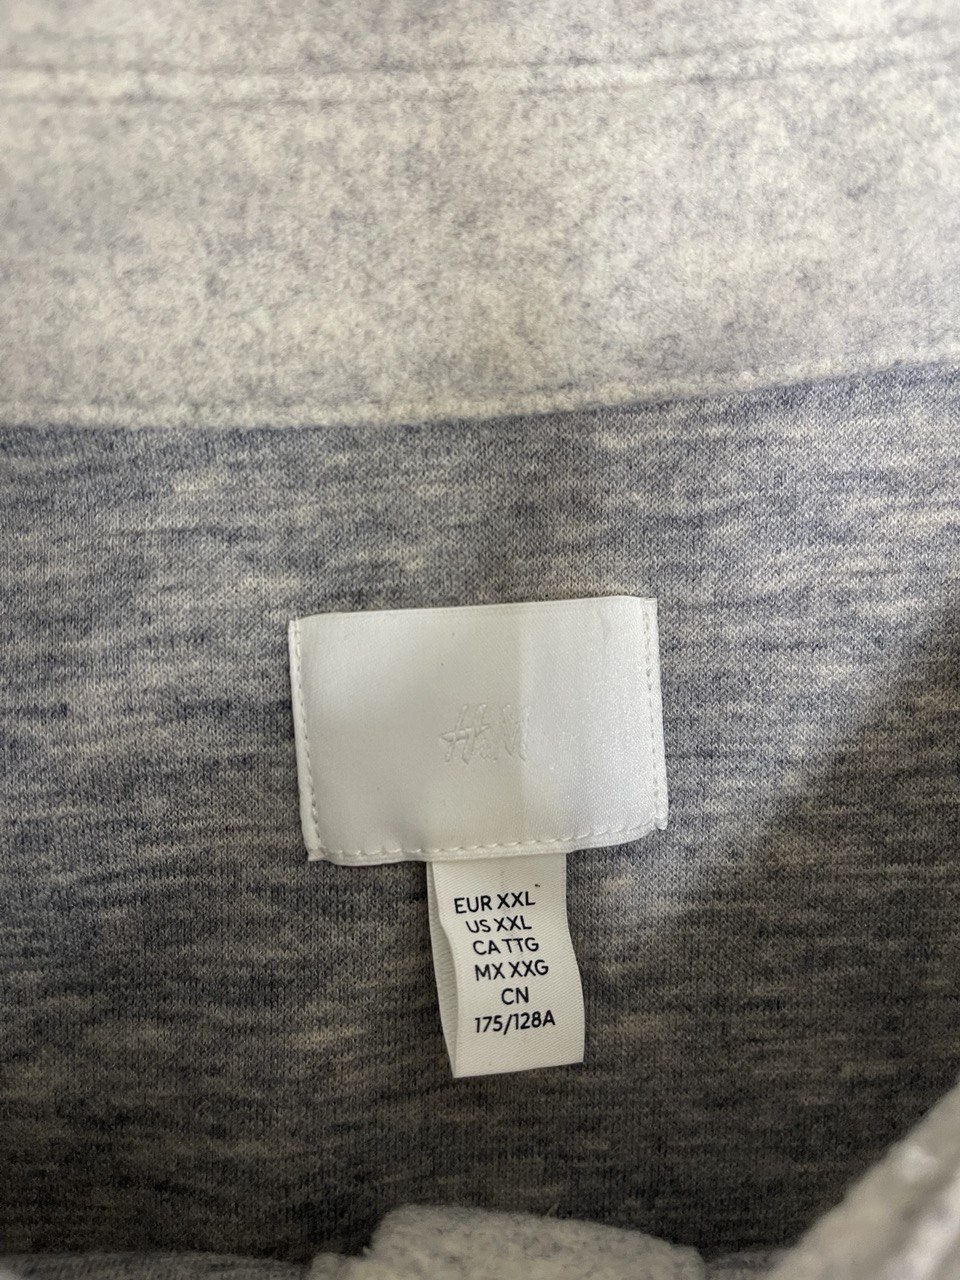 H&M
EUR XXL
US XXL
CA TTG
MX XXG
CN
175/128A